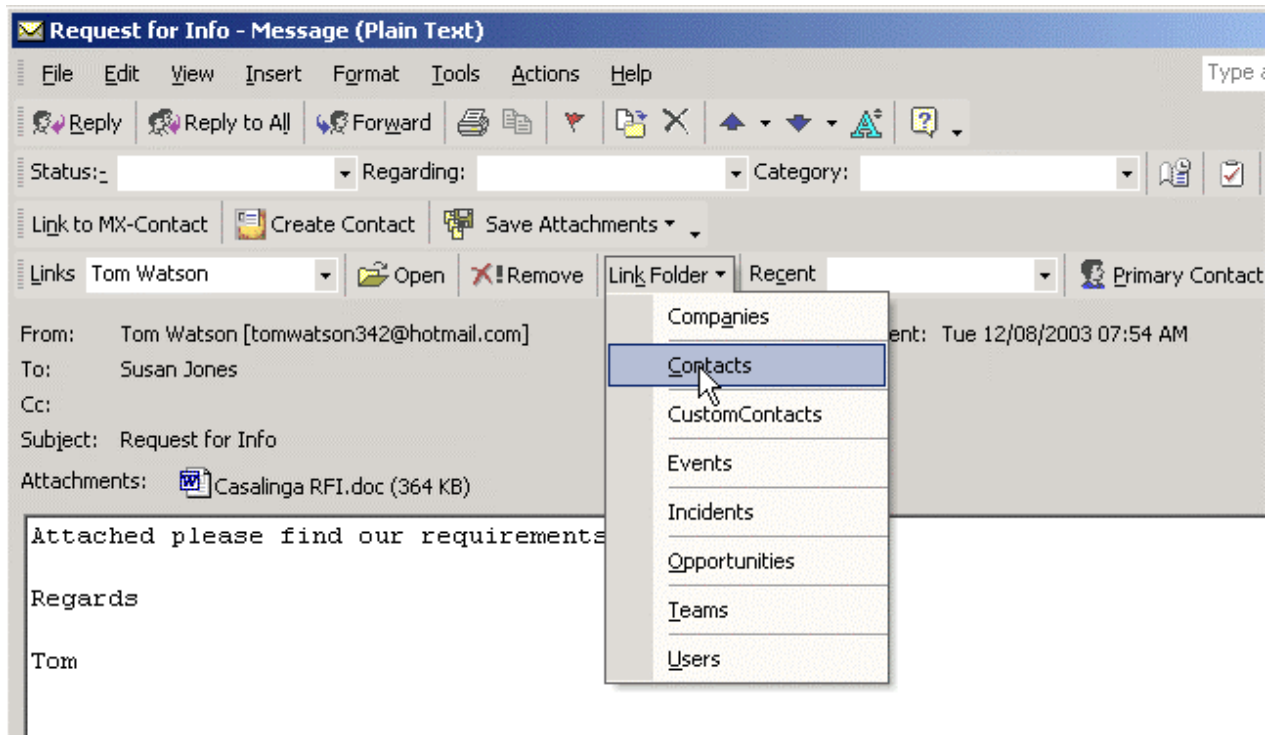 Request for Info - Message (Plain Text)
File Edit View Insert Format Tools Actions Help Type a
Reply Reply to All Forward
Status:- Regarding: Category:
Link to MX-Contact Create Contact Save Attachments
Links Tom Watson Open Remove Link Folder Recent Primary Contact
Companies
From: Tom Watson [tomwatson342@hotmail.com] ent: Tue 12/08/2003 07:54 AM
Contacts
To: Susan Jones
Cc:
CustomContacts
Subject: Request for Info
Events
Attachments: Casalinga RFI.doc (364 KB)
Incidents
Attached please find our requirements
Opportunities
Regards
Teams
Tom
Users